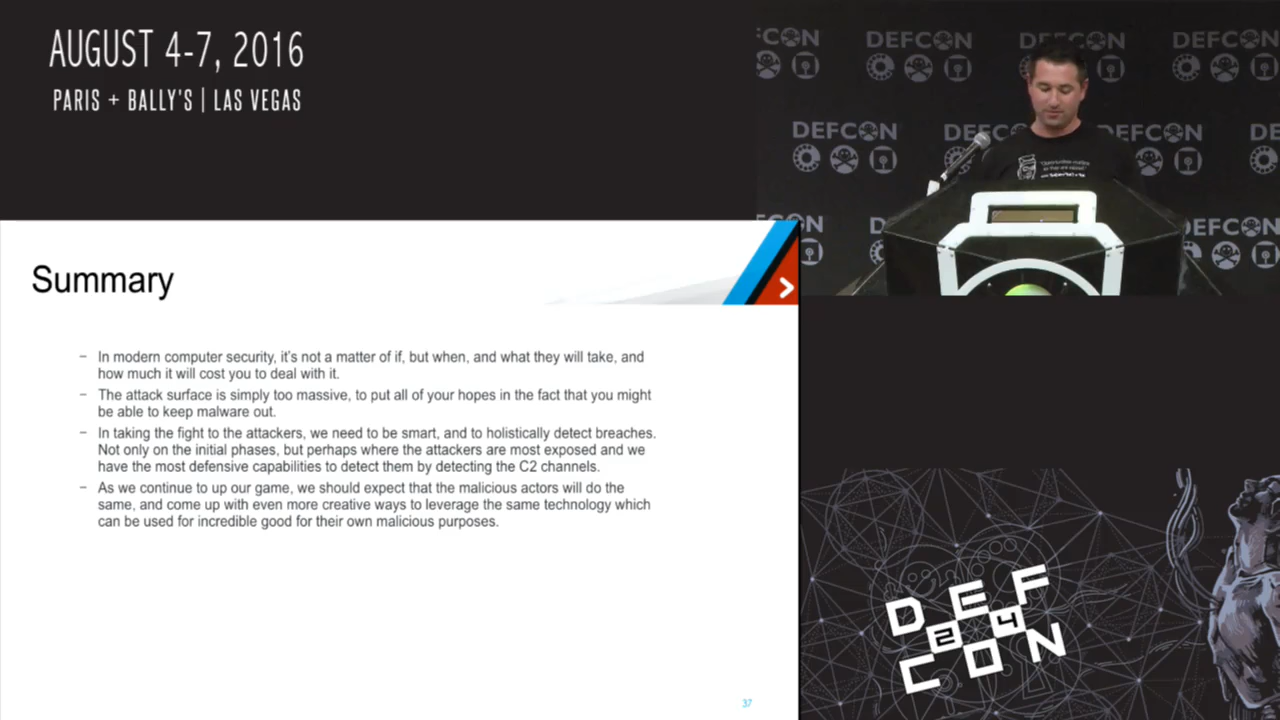 AUGUST 4-7, 2016
PARIS + BALLY'S | LAS VEGAS
FCON DEFCON DEFCON DEFCON
DEFCON DEFCON DEFCON DE
FCON DEFCON
Summary
– In modern computer security, it's not a matter of if, but when, and what they will take, and
how much it will cost you to deal with it.
– The attack surface is simply too massive, to put all of your hopes in the fact that you might
be able to keep malware out.
– In taking the fight to the attackers, we need to be smart, and to holistically detect breaches.
Not only on the initial phases, but perhaps where the attackers are most exposed and we
have the most defensive capabilities to detect them by detecting the C2 channels.
– As we continue to up our game, we should expect that the malicious actors will do the
same, and come up with even more creative ways to leverage the same technology which
can be used for incredible good for their own malicious purposes.
37
DEF
24
CON